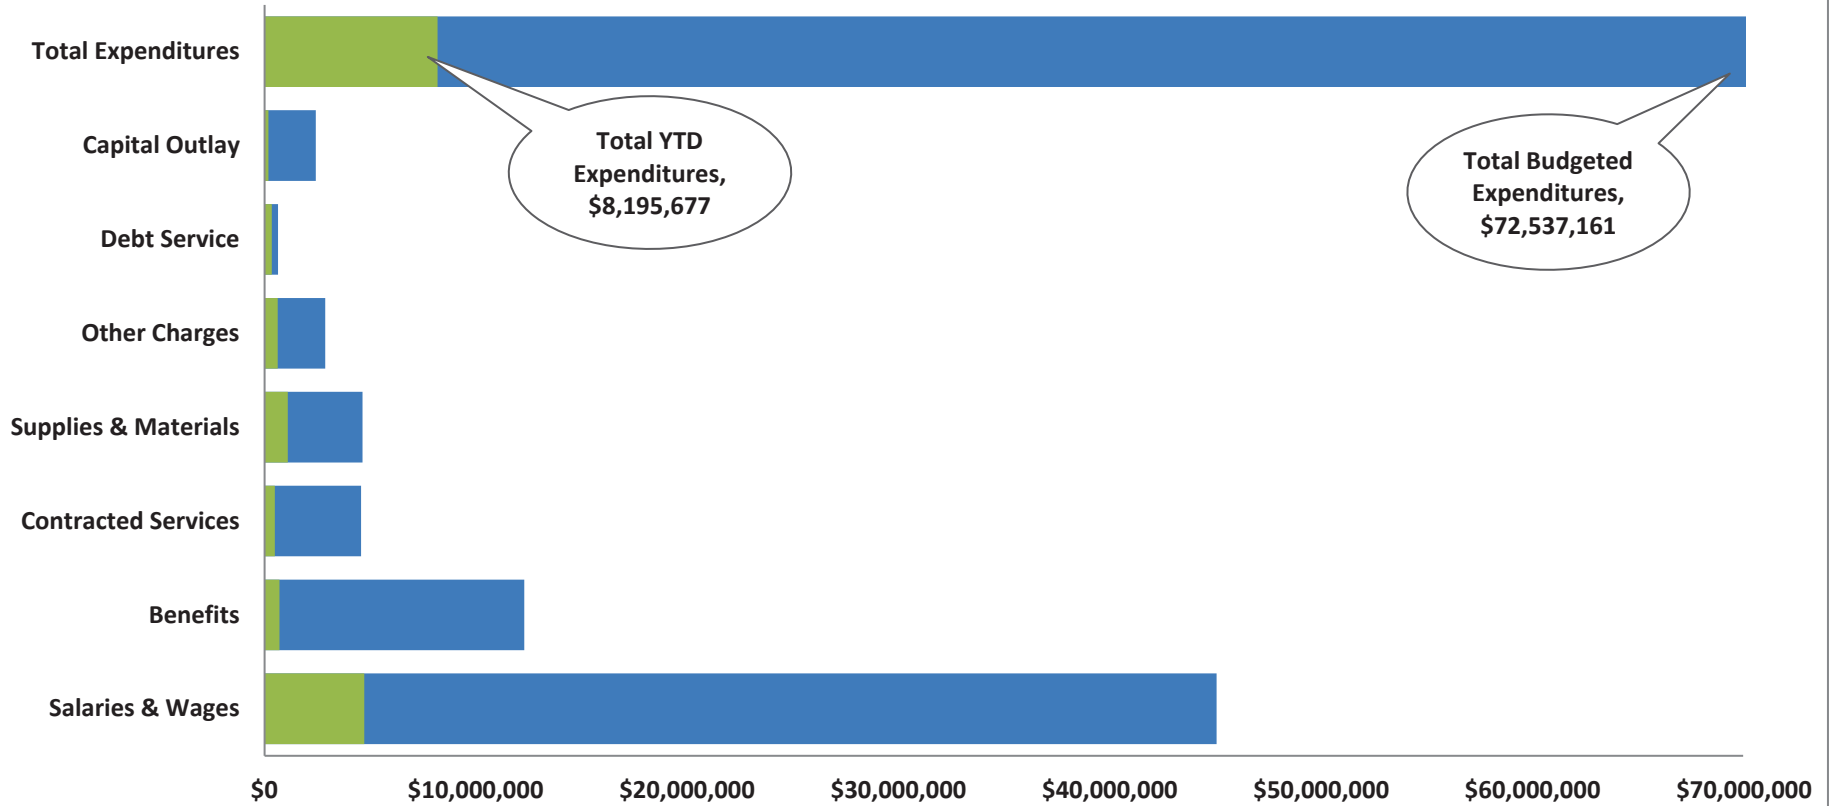 Total Expenditures
Total YTD
Expenditures,
$8,195,677
Total Budgeted
Expenditures,
$72,537,161
Capital Outlay
Debt Service
Other Charges
Supplies & Materials
Contracted Services
Benefits
Salaries & Wages
$0 $10,000,000 $20,000,000 $30,000,000 $40,000,000 $50,000,000 $60,000,000 $70,000,000